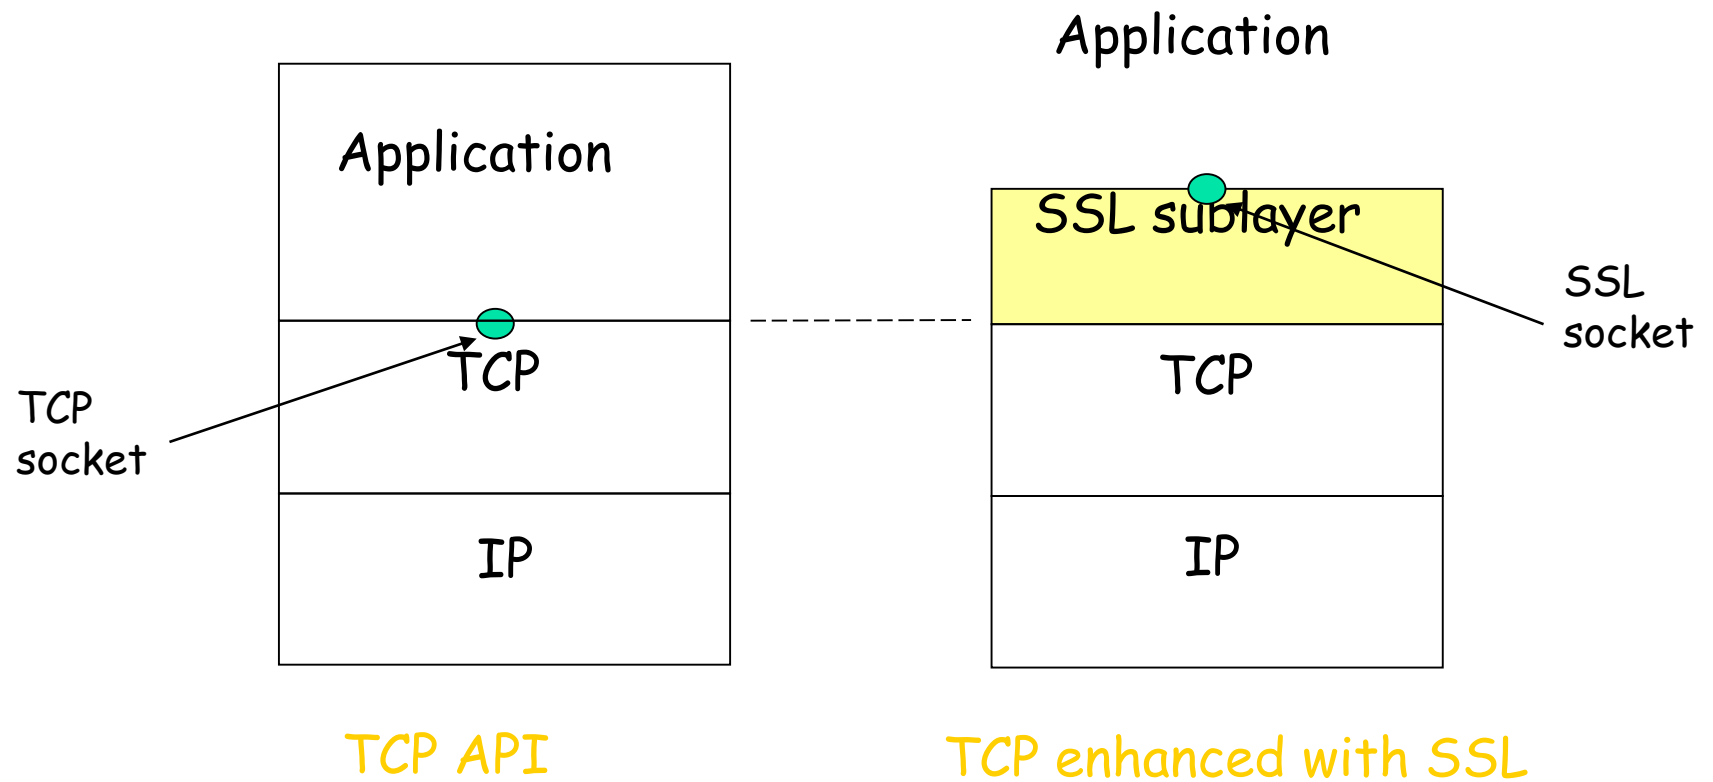 Application
TCP
IP
TCP
socket
TCP API
Application
SSL sublayer
TCP
IP
SSL
socket
TCP enhanced with SSL